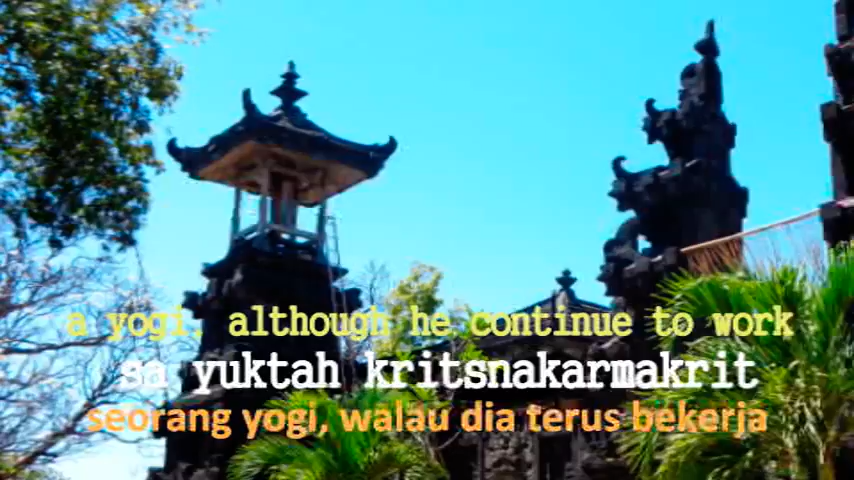 a yogi, although he continue to work
sa yuktah kritsnakarmakrit
seorang yogi, walau dia terus bekerja